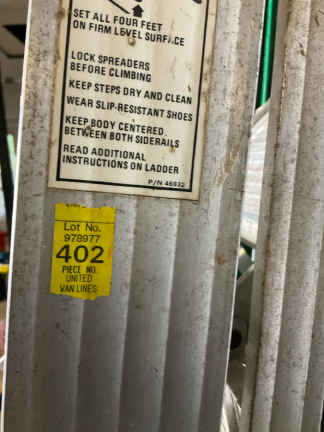 SET ALL FOUR FEET
ON FIRM LEVEL SURFACE
LOCK SPREADERS
BEFORE CLIMBING
KEEP STEPS DRY AND CLEAN
WEAR SLIP-RESISTANT SHOES
KEEP BODY CENTERED
BETWEEN BOTH SIDERAILS
READ ADDITIONAL
INSTRUCTIONS ON LADDER
P/N 46932
Lot No.
978977
402
PIECE NO.
UNITED
VAN LINES